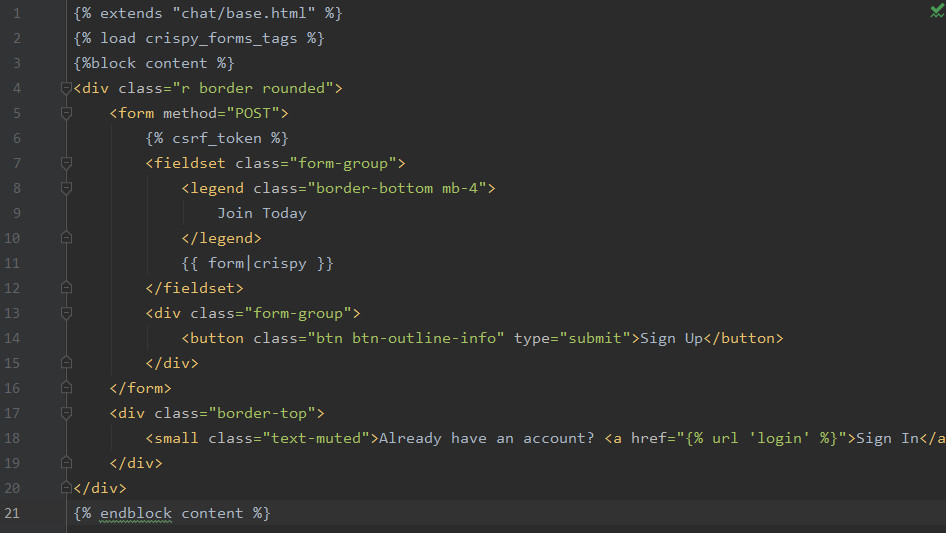 1 {% extends "chat/base.html" %}
2 {% load crispy_forms_tags %}
3 {%block content %}
4 <div class="r border rounded">
5     <form method="POST">
6         {% csrf_token %}
7         <fieldset class="form-group">
8             <legend class="border-bottom mb-4">
9                 Join Today
10             </legend>
11             {{ form|crispy }}
12         </fieldset>
13         <div class="form-group">
14             <button class="btn btn-outline-info" type="submit">Sign Up</button>
15         </div>
16     </form>
17     <div class="border-top">
18         <small class="text-muted">Already have an account? <a href="{% url 'login' %}">Sign In</a
19     </div>
20 </div>
21 {% endblock content %}